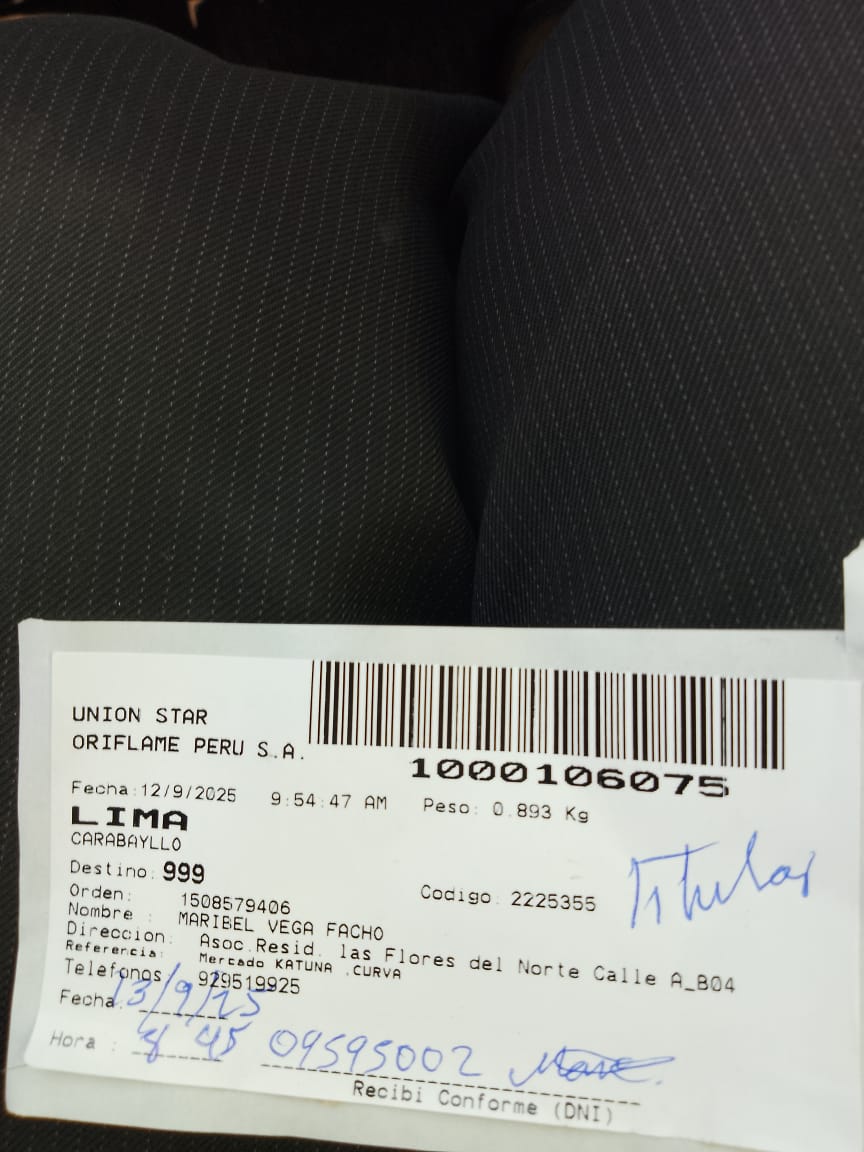 UNION STAR
ORIFLAME PERU S.A.
1000106075
Fecha:12/9/2025 9:54:47 AM Peso: 0.893 Kg
LIMA
CARABAYLLO
Titular
Destino: 999
Codigo: 2225355
Orden: 1508579406
Nombre : MARIBEL VEGA FACHO
Direccion: Asoc.Resid. las Flores del Norte Calle A_B04
Referencia: Mercado KATUNA .CURVA
Telefonos: 929519925
Fecha: 13/9/25
Hora : 8 45 09595002
Recibi Conforme (DNI)